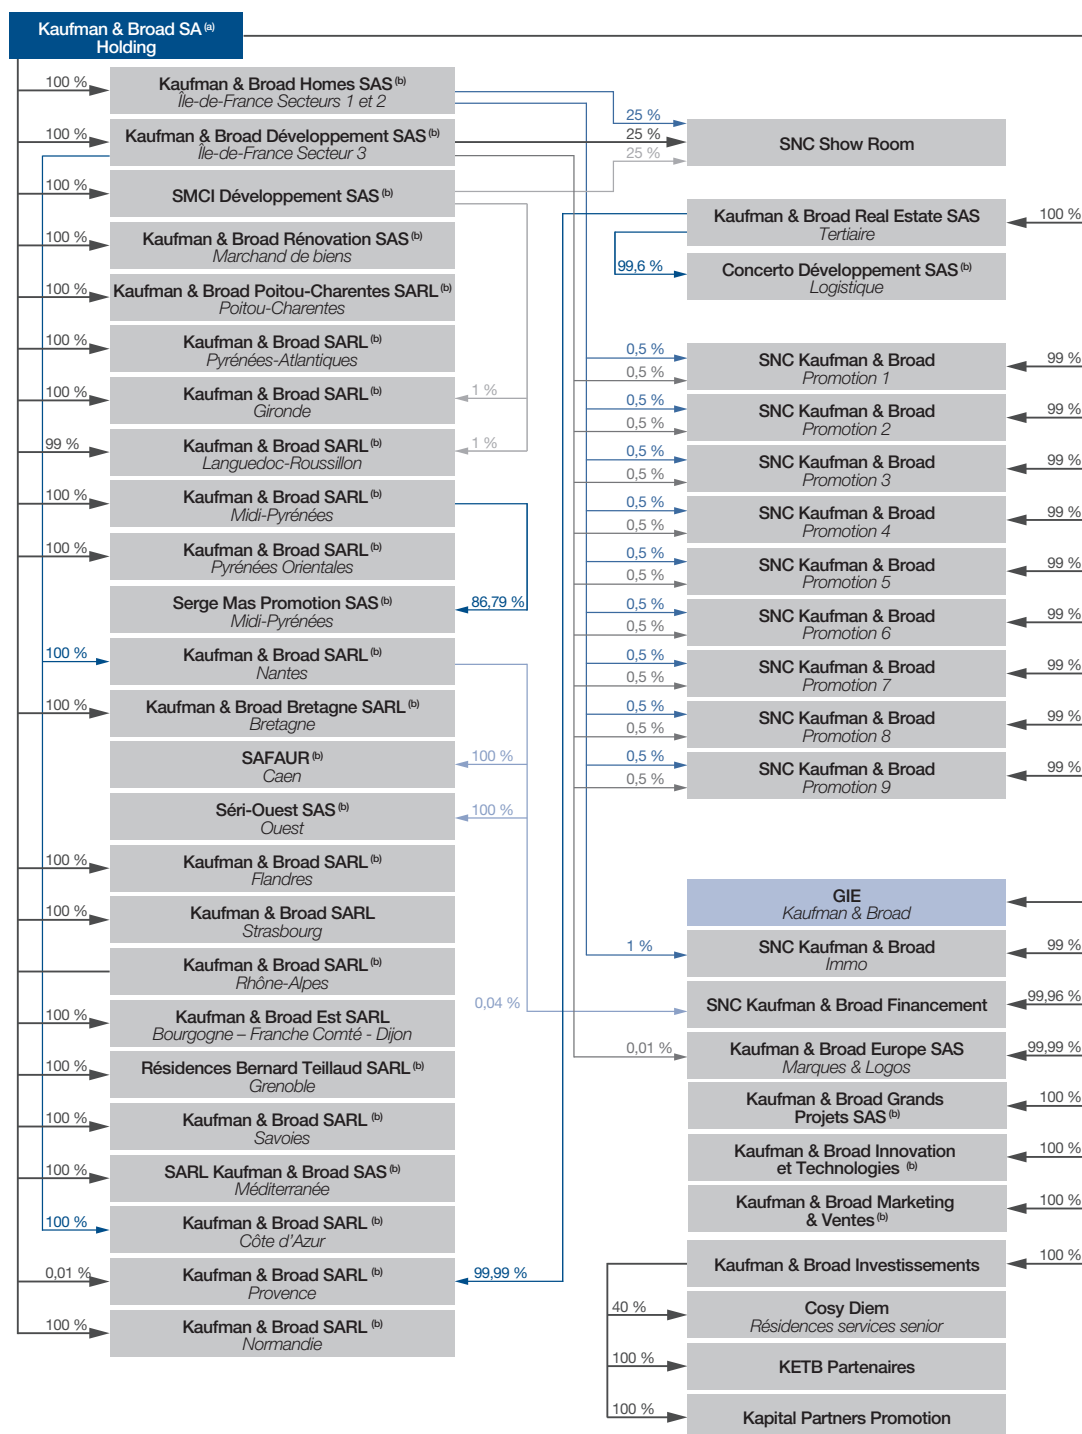 Kaufman & Broad SA (a)
Holding
100 %
Kaufman & Broad Homes SAS (b)
Île-de-France Secteurs 1 et 2
100 %
Kaufman & Broad Développement SAS (b)
Île-de-France Secteur 3
100 %
SMCI Développement SAS (b)
100 %
Kaufman & Broad Rénovation SAS (b)
Marchand de biens
100 %
Kaufman & Broad Poitou-Charentes SARL (b)
Poitou-Charentes
100 %
Kaufman & Broad SARL (b)
Pyrénées-Atlantiques
100 %
Kaufman & Broad SARL (b)
Gironde
1 %
99 %
Kaufman & Broad SARL (b)
Languedoc-Roussillon
1 %
100 %
Kaufman & Broad SARL (b)
Midi-Pyrénées
100 %
Kaufman & Broad SARL (b)
Pyrénées Orientales
Serge Mas Promotion SAS (b)
Midi-Pyrénées
86,79 %
100 %
Kaufman & Broad SARL (b)
Nantes
100 %
Kaufman & Broad Bretagne SARL (b)
Bretagne
SAFAUR (b)
Caen
100 %
Séri-Ouest SAS (b)
Ouest
100 %
100 %
Kaufman & Broad SARL (b)
Flandres
100 %
Kaufman & Broad SARL
Strasbourg
Kaufman & Broad SARL (b)
Rhône-Alpes
100 %
Kaufman & Broad Est SARL
Bourgogne – Franche Comté - Dijon
100 %
Résidences Bernard Teillaud SARL (b)
Grenoble
100 %
Kaufman & Broad SARL (b)
Savoies
100 %
SARL Kaufman & Broad SAS (b)
Méditerranée
100 %
Kaufman & Broad SARL (b)
Côte d'Azur
0,01 %
Kaufman & Broad SARL (b)
Provence
99,99 %
100 %
Kaufman & Broad SARL (b)
Normandie
25 %
25 %
25 %
SNC Show Room
Kaufman & Broad Real Estate SAS
Tertiaire
100 %
99,6 %
Concerto Développement SAS (b)
Logistique
0,5 %
0,5 %
SNC Kaufman & Broad
Promotion 1
99 %
0,5 %
0,5 %
SNC Kaufman & Broad
Promotion 2
99 %
0,5 %
0,5 %
SNC Kaufman & Broad
Promotion 3
99 %
0,5 %
0,5 %
SNC Kaufman & Broad
Promotion 4
99 %
0,5 %
0,5 %
SNC Kaufman & Broad
Promotion 5
99 %
0,5 %
0,5 %
SNC Kaufman & Broad
Promotion 6
99 %
0,5 %
0,5 %
SNC Kaufman & Broad
Promotion 7
99 %
0,5 %
0,5 %
SNC Kaufman & Broad
Promotion 8
99 %
0,5 %
0,5 %
SNC Kaufman & Broad
Promotion 9
99 %
GIE
Kaufman & Broad
1 %
SNC Kaufman & Broad
Immo
99 %
0,04 %
SNC Kaufman & Broad Financement
99,96 %
0,01 %
Kaufman & Broad Europe SAS
Marques & Logos
99,99 %
Kaufman & Broad Grands
Projets SAS (b)
100 %
Kaufman & Broad Innovation
et Technologies (b)
100 %
Kaufman & Broad Marketing
& Ventes (b)
100 %
Kaufman & Broad Investissements
100 %
40 %
Cosy Diem
Résidences services senior
100 %
KETB Partenaires
100 %
Kapital Partners Promotion